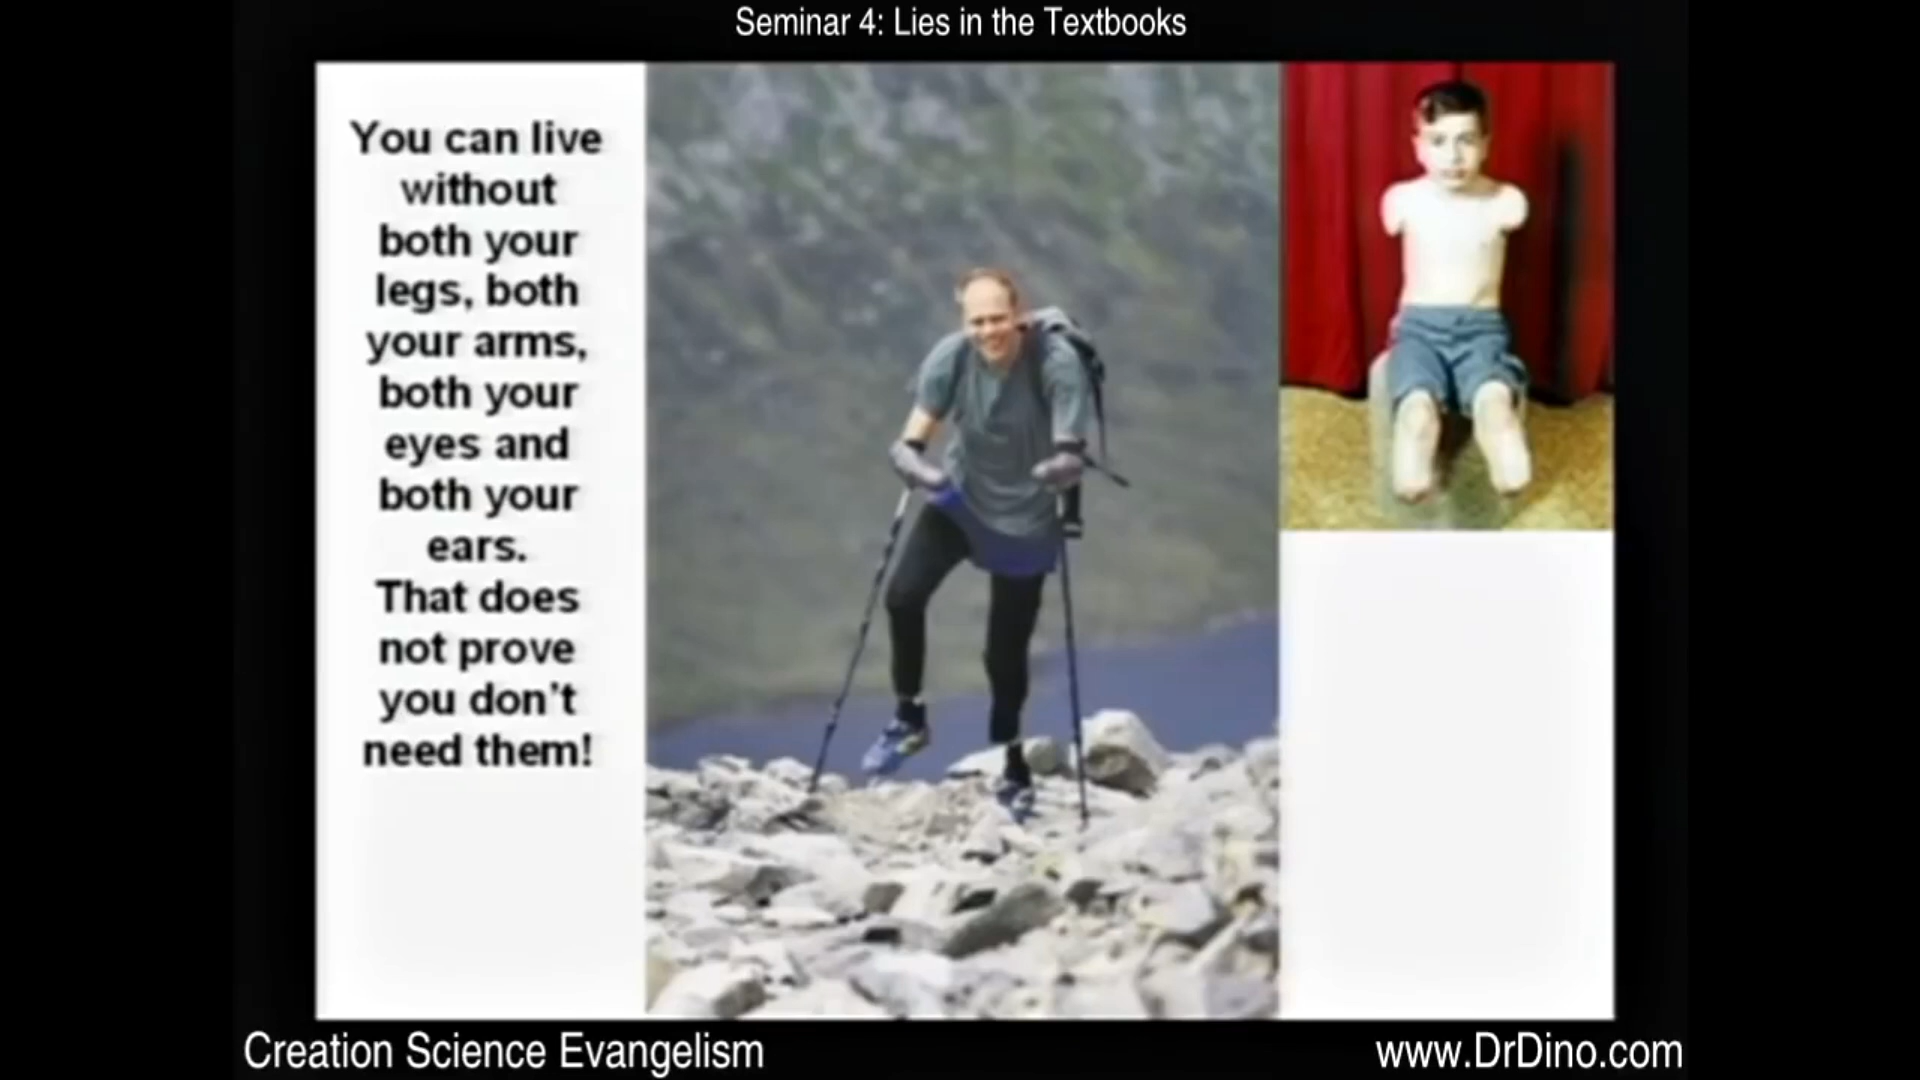 Seminar 4: Lies in the Textbooks
You can live
without
both your
legs, both
your arms,
both your
eyes and
both your
ears.
That does
not prove
you don't
need them!
Creation Science Evangelism
www.DrDino.com